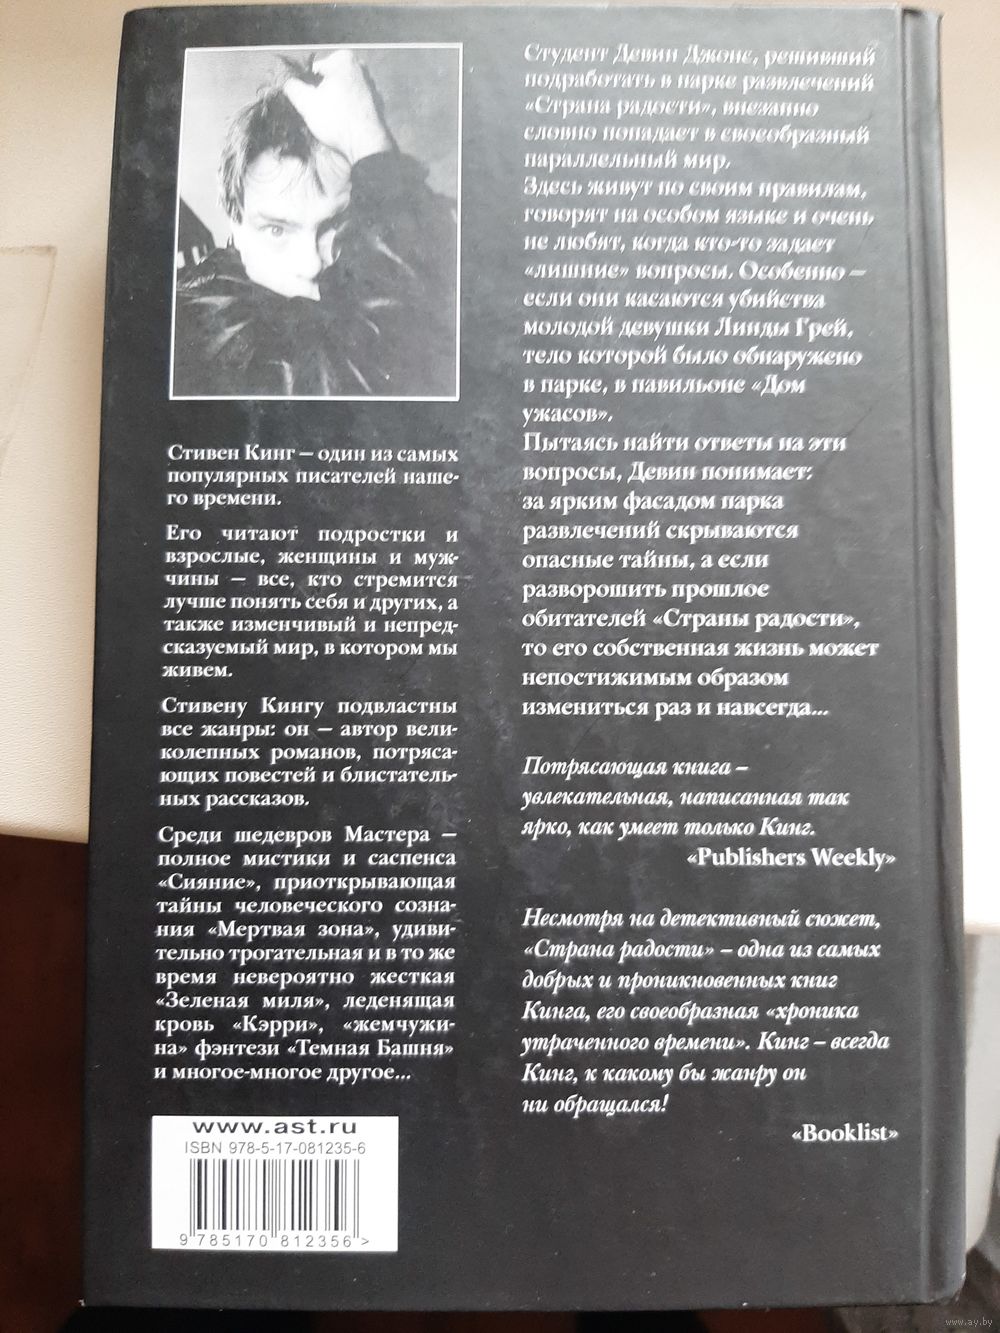 Стивен Кинг – один из самых
популярных писателей наше-
го времени.
Его читают подростки и
взрослые, женщины и муж-
чины – все, кто стремится
лучше понять себя и других, а
также изменчивый и непред-
сказуемый мир, в котором мы
живем.
Стивену Кингу подвластны
все жанры: он – автор вели-
колепных романов, потряса-
ющих повестей и блистатель-
ных рассказов.
Среди шедевров Мастера –
полное мистики и саспенса
«Сияние», приоткрывающая
тайны человеческого созна-
ния «Мертвая зона», удиви-
тельно трогательная и в то же
время невероятно жесткая
«Зеленая миля», леденящая
кровь «Кэрри», «жемчужи-
на» фэнтези «Темная Башня»
и многое-многое другое...
www.ast.ru
ISBN 978-5-17-081235-6
9 785170 812356 >
Студент Девин Джонс, решивший
подработать в парке развлечений
«Страна радости», внезапно
словно попадает в своеобразный
параллельный мир.
Здесь живут по своим правилам,
говорят на особом языке и очень
не любят, когда кто-то задает
«лишние» вопросы. Особенно –
если они касаются убийства
молодой девушки Линды Грей,
тело которой было обнаружено
в парке, в павильоне «Дом
ужасов».
Пытаясь найти ответы на эти
вопросы, Девин понимает:
за ярким фасадом парка
развлечений скрываются
опасные тайны, а если
разворошить прошлое
обитателей «Страны радости»,
то его собственная жизнь может
непостижимым образом
измениться раз и навсегда...
Потрясающая книга –
увлекательная, написанная так
ярко, как умеет только Кинг.
«Publishers Weekly»
Несмотря на детективный сюжет,
«Страна радости» – одна из самых
добрых и проникновенных книг
Кинга, его своеобразная «хроника
утраченного времени». Кинг – всегда
Кинг, к какому бы жанру он
ни обращался!
«Booklist»
www.ay.by